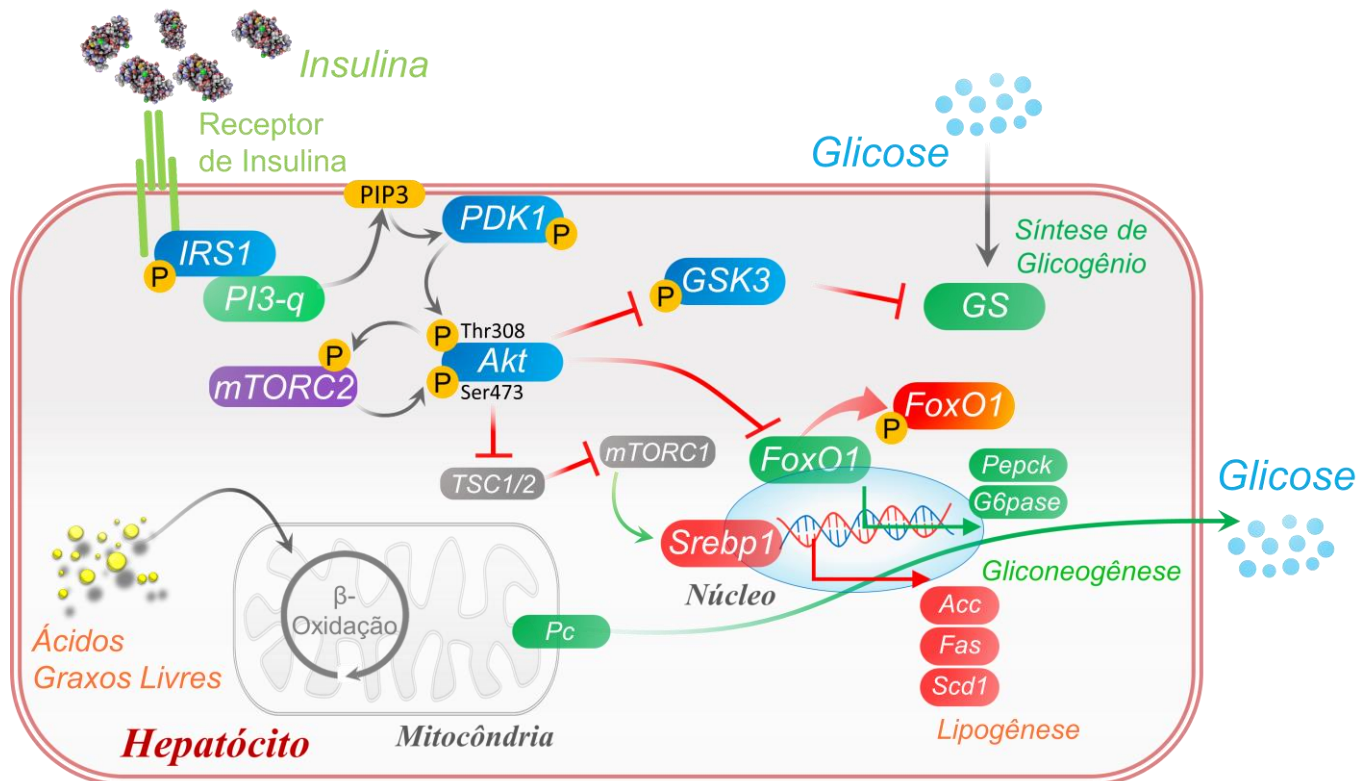 Insulina
Receptor
de Insulina
Glicose
PIP3
PDK1
P
IRS1
P
PI3-q
Síntese de
Glicogênio
GSK3
P
GS
P
Thr308
Akt
P
Ser473
P
mTORC2
FoxO1
P
FoxO1
mTORC1
TSC1/2
Pepck
G6pase
Glicose
Srebp1
Núcleo
Gliconeogênese
β-
Oxidação
Pc
Acc
Fas
Scd1
Ácidos
Graxos Livres
Lipogênese
Hepatócito
Mitocôndria